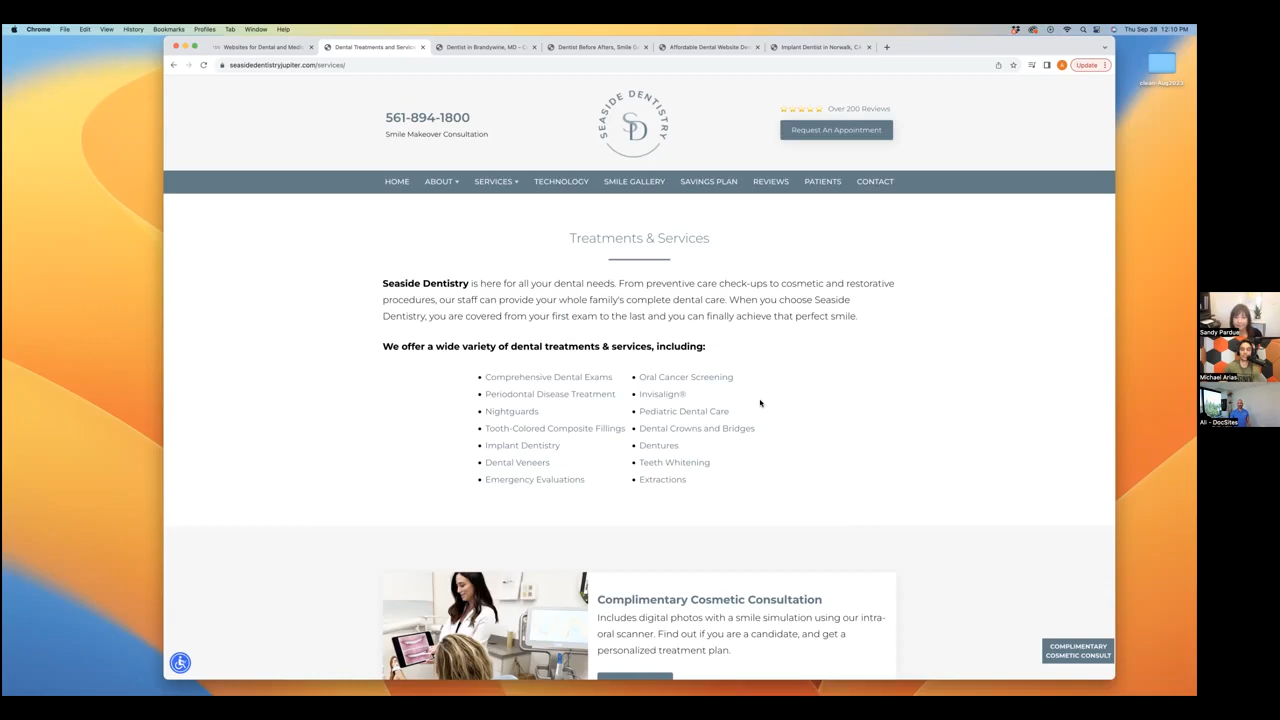 Chrome File Edit View History Bookmarks Profiles Tab Window Help
Thu Sep 28 12:10 PM
Websites for Dental and Medic
Dental Treatments and Service
Dentist in Brandywine, MD - C
Dentist Before Afters, Smile G
Affordable Dental Website De
Implant Dentist in Norwalk, CA
seasidedentistryjupiter.com/services/
Update
clean-Aug2023
561-894-1800
Smile Makeover Consultation
SEASIDE DENTISTRY
SD
Over 200 Reviews
Request An Appointment
HOME ABOUT SERVICES TECHNOLOGY SMILE GALLERY SAVINGS PLAN REVIEWS PATIENTS CONTACT
Treatments & Services
Seaside Dentistry is here for all your dental needs. From preventive care check-ups to cosmetic and restorative
procedures, our staff can provide your whole family's complete dental care. When you choose Seaside
Dentistry, you are covered from your first exam to the last and you can finally achieve that perfect smile.
We offer a wide variety of dental treatments & services, including:
• Comprehensive Dental Exams
• Periodontal Disease Treatment
• Nightguards
• Tooth-Colored Composite Fillings
• Implant Dentistry
• Dental Veneers
• Emergency Evaluations
• Oral Cancer Screening
• Invisalign®
• Pediatric Dental Care
• Dental Crowns and Bridges
• Dentures
• Teeth Whitening
• Extractions
Complimentary Cosmetic Consultation
Includes digital photos with a smile simulation using our intra-
oral scanner. Find out if you are a candidate, and get a
personalized treatment plan.
COMPLIMENTARY
COSMETIC CONSULT
Sandy Pardue
Michael Arias
Ali - DocSites